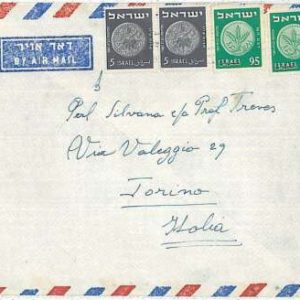 ישראל
ישראל
ישראל
ישראל
דאר אויר
BY AIR MAIL
5 ISRAEL
5 ISRAEL
ISRAEL 95
ISRAEL
Silvana c/o Prof. Treves
Via Valeggio 29
Torino
Italia